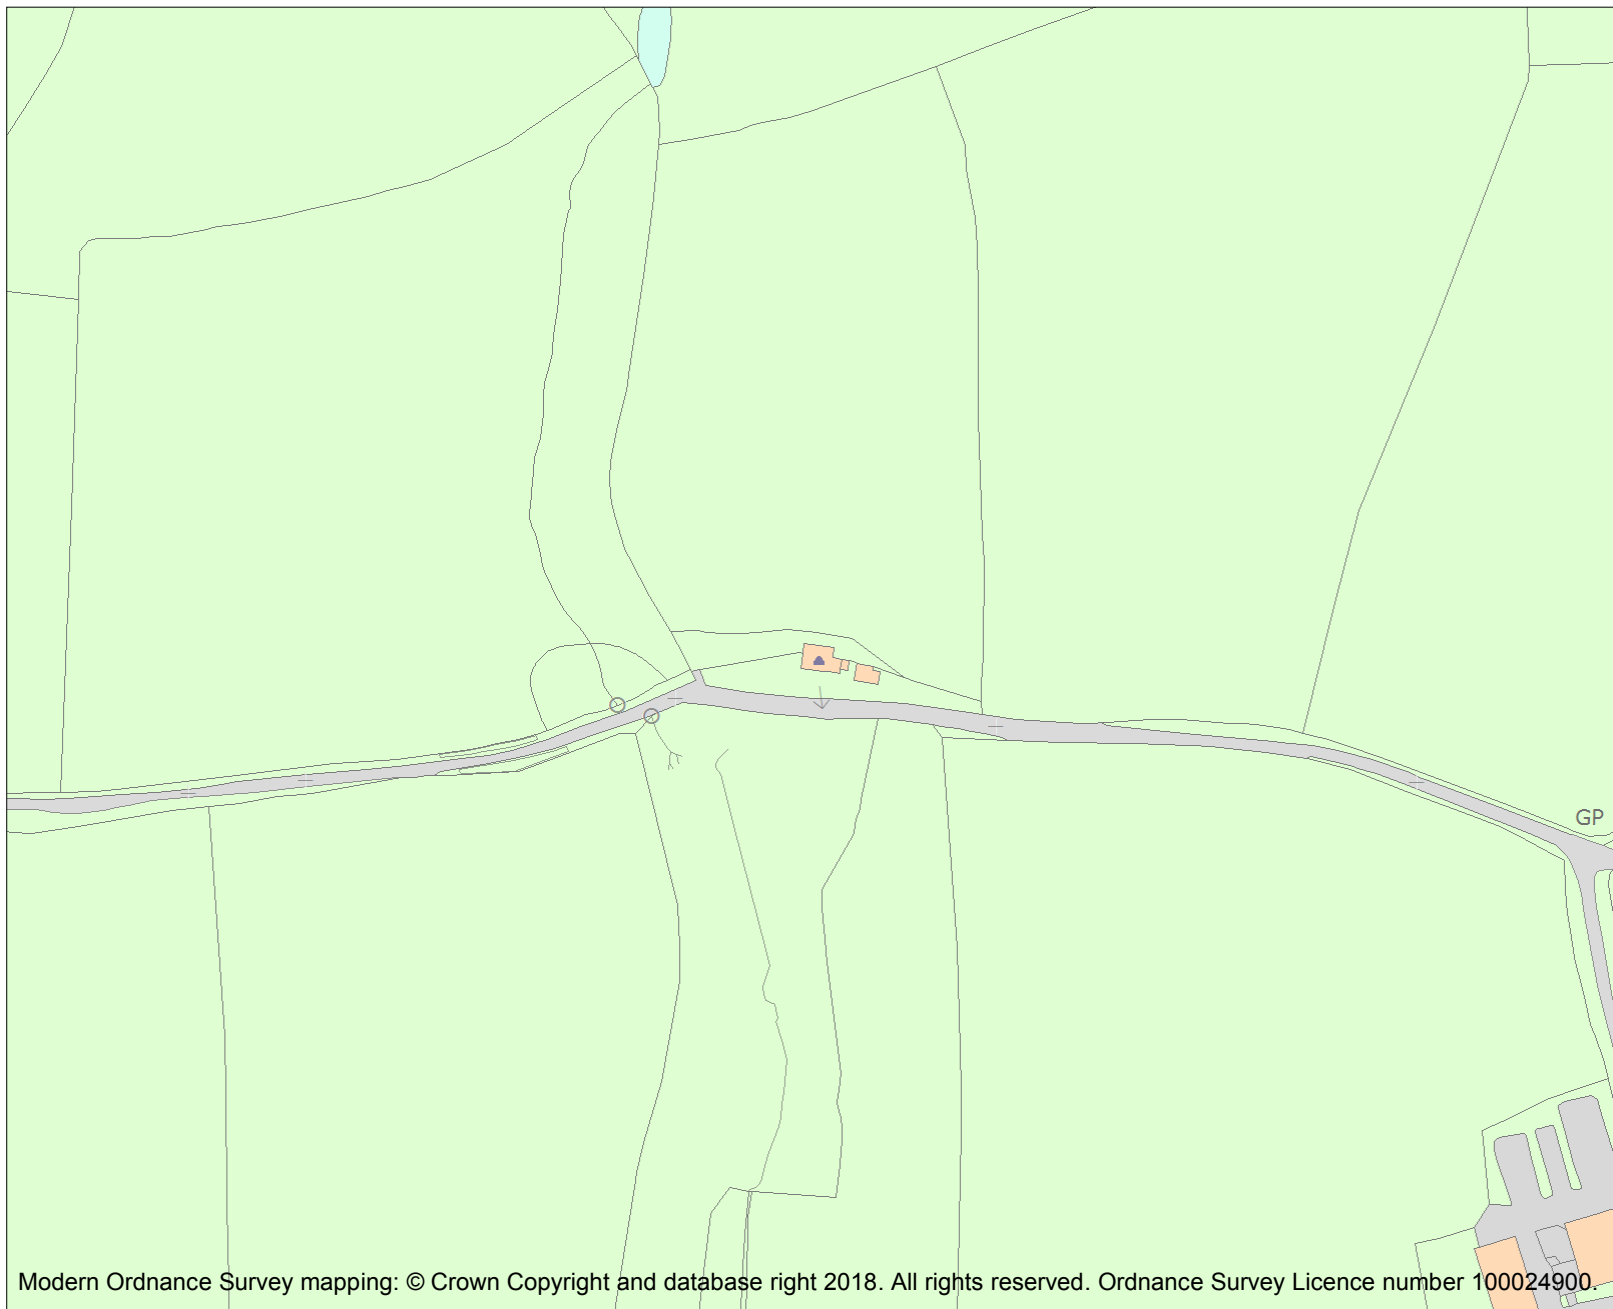 GP
Modern Ordnance Survey mapping: © Crown Copyright and database right 2018. All rights reserved. Ordnance Survey Licence number 100024900.